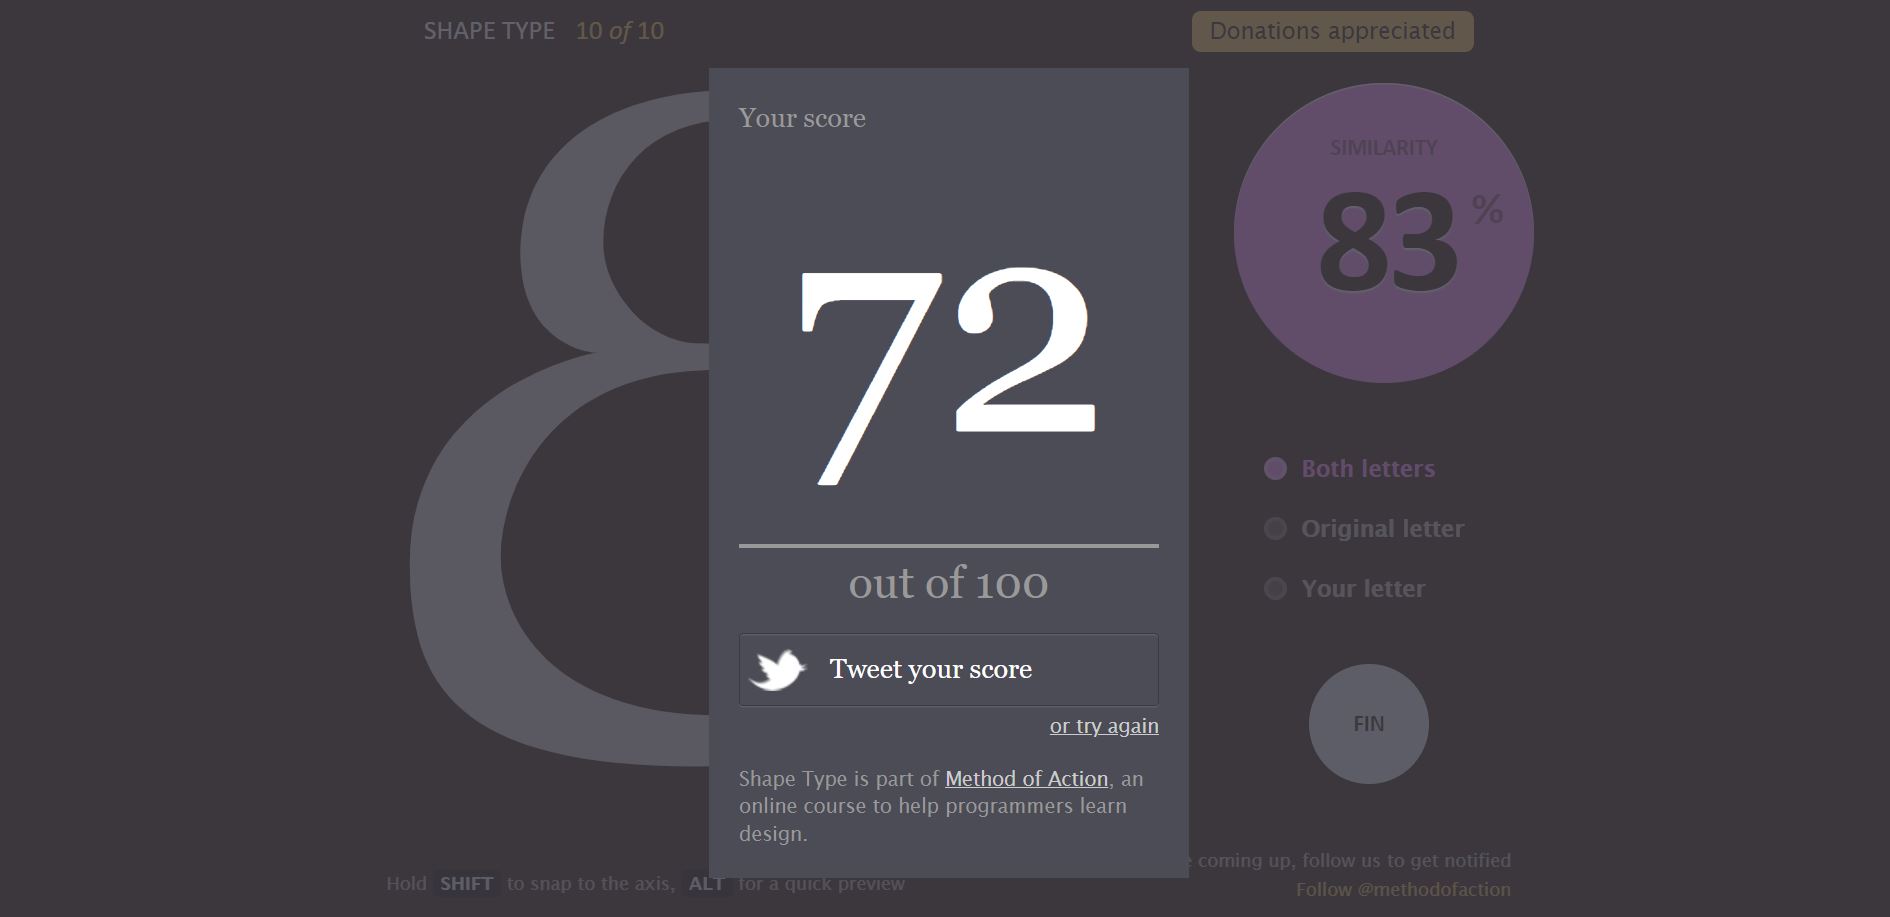 SHAPE TYPE 10 of 10
Donations appreciated
Your score
72
out of 100
Tweet your score
or try again
Shape Type is part of Method of Action, an
online course to help programmers learn
design.
SIMILARITY
83 %
Both letters
Original letter
Your letter
FIN
Hold SHIFT to snap to the axis, ALT for a quick preview
coming up, follow us to get notified
Follow @methodofaction